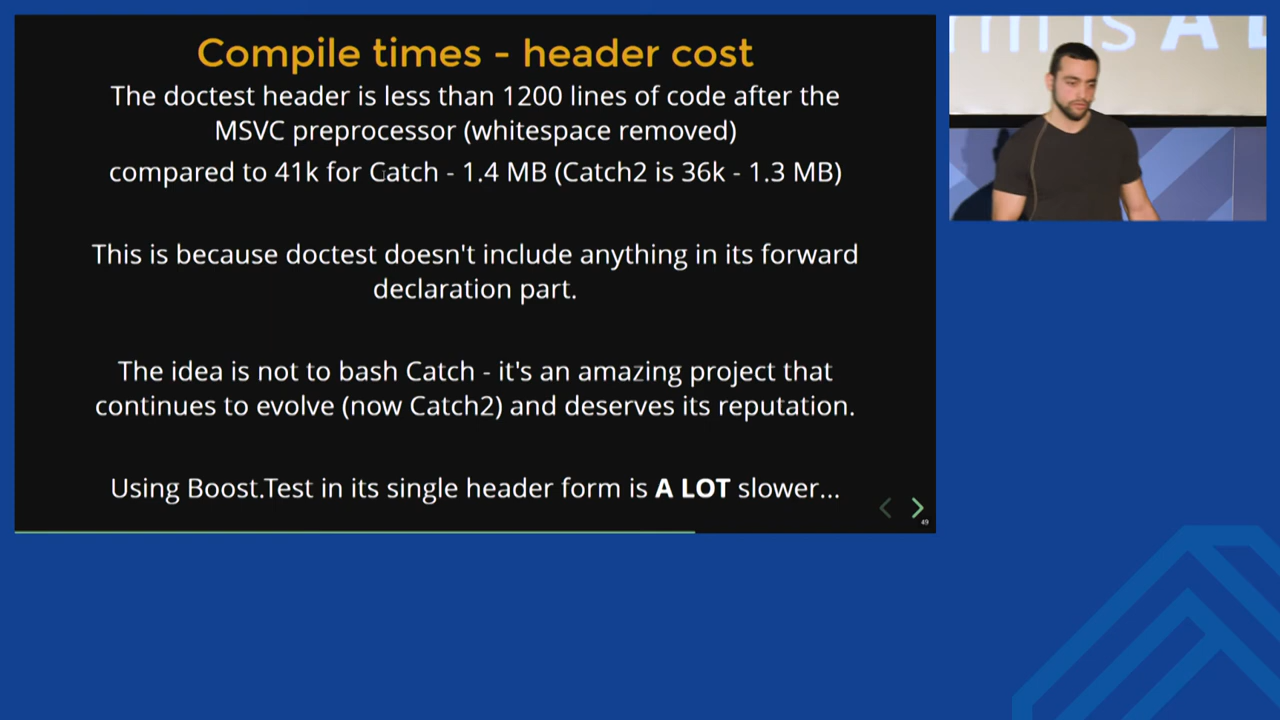 Compile times - header cost
The doctest header is less than 1200 lines of code after the
MSVC preprocessor (whitespace removed)
compared to 41k for Catch - 1.4 MB (Catch2 is 36k - 1.3 MB)
This is because doctest doesn't include anything in its forward
declaration part.
The idea is not to bash Catch - it's an amazing project that
continues to evolve (now Catch2) and deserves its reputation.
Using Boost.Test in its single header form is A LOT slower...
49
rm is A L